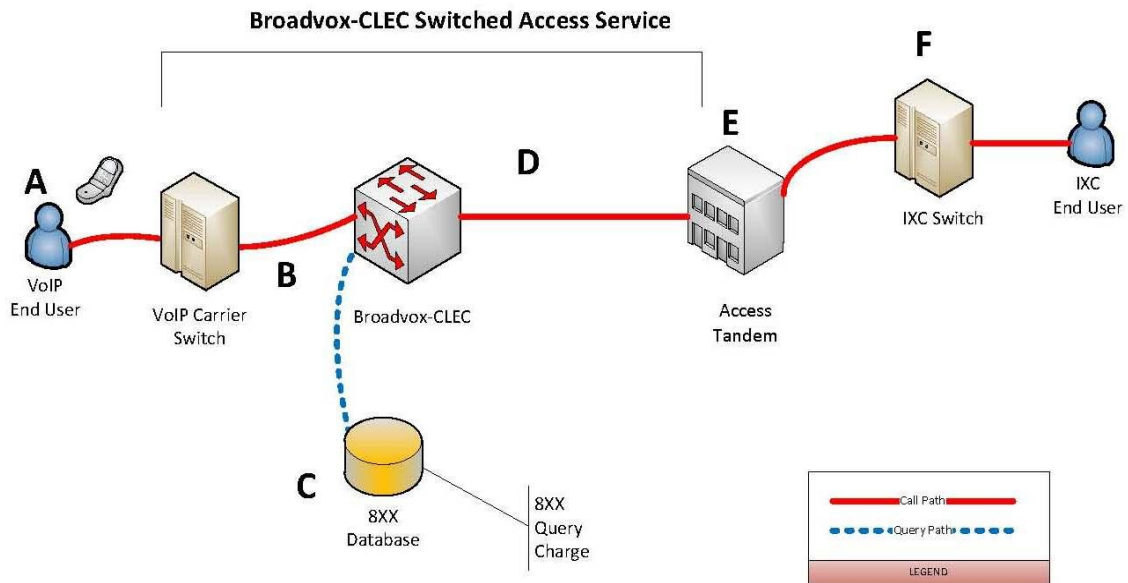 Broadvox-CLEC Switched Access Service
F
E
D
A
IXC Switch
IXC
End User
B
VoIP
End User
VoIP Carrier
Switch
Broadvox-CLEC
Access
Tandem
C
8XX
Database
8XX
Query
Charge
Call Path
Query Path
LEGEND